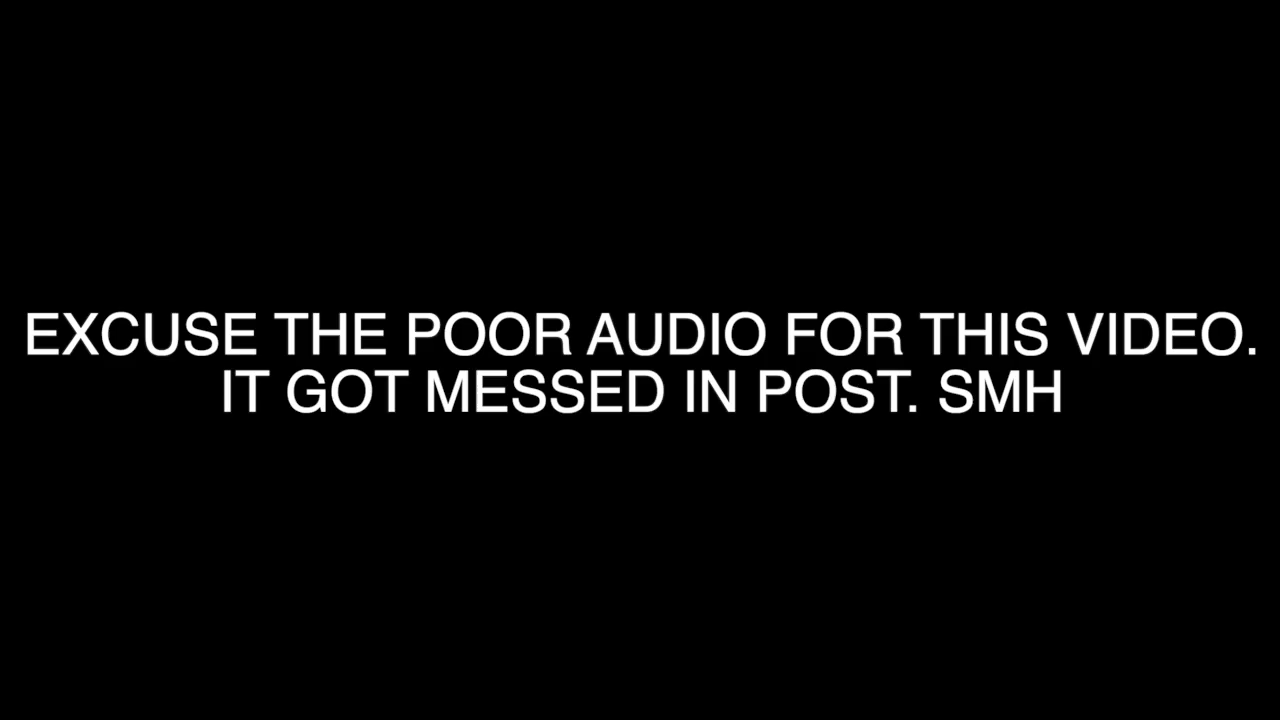 EXCUSE THE POOR AUDIO FOR THIS VIDEO.
IT GOT MESSED IN POST. SMH